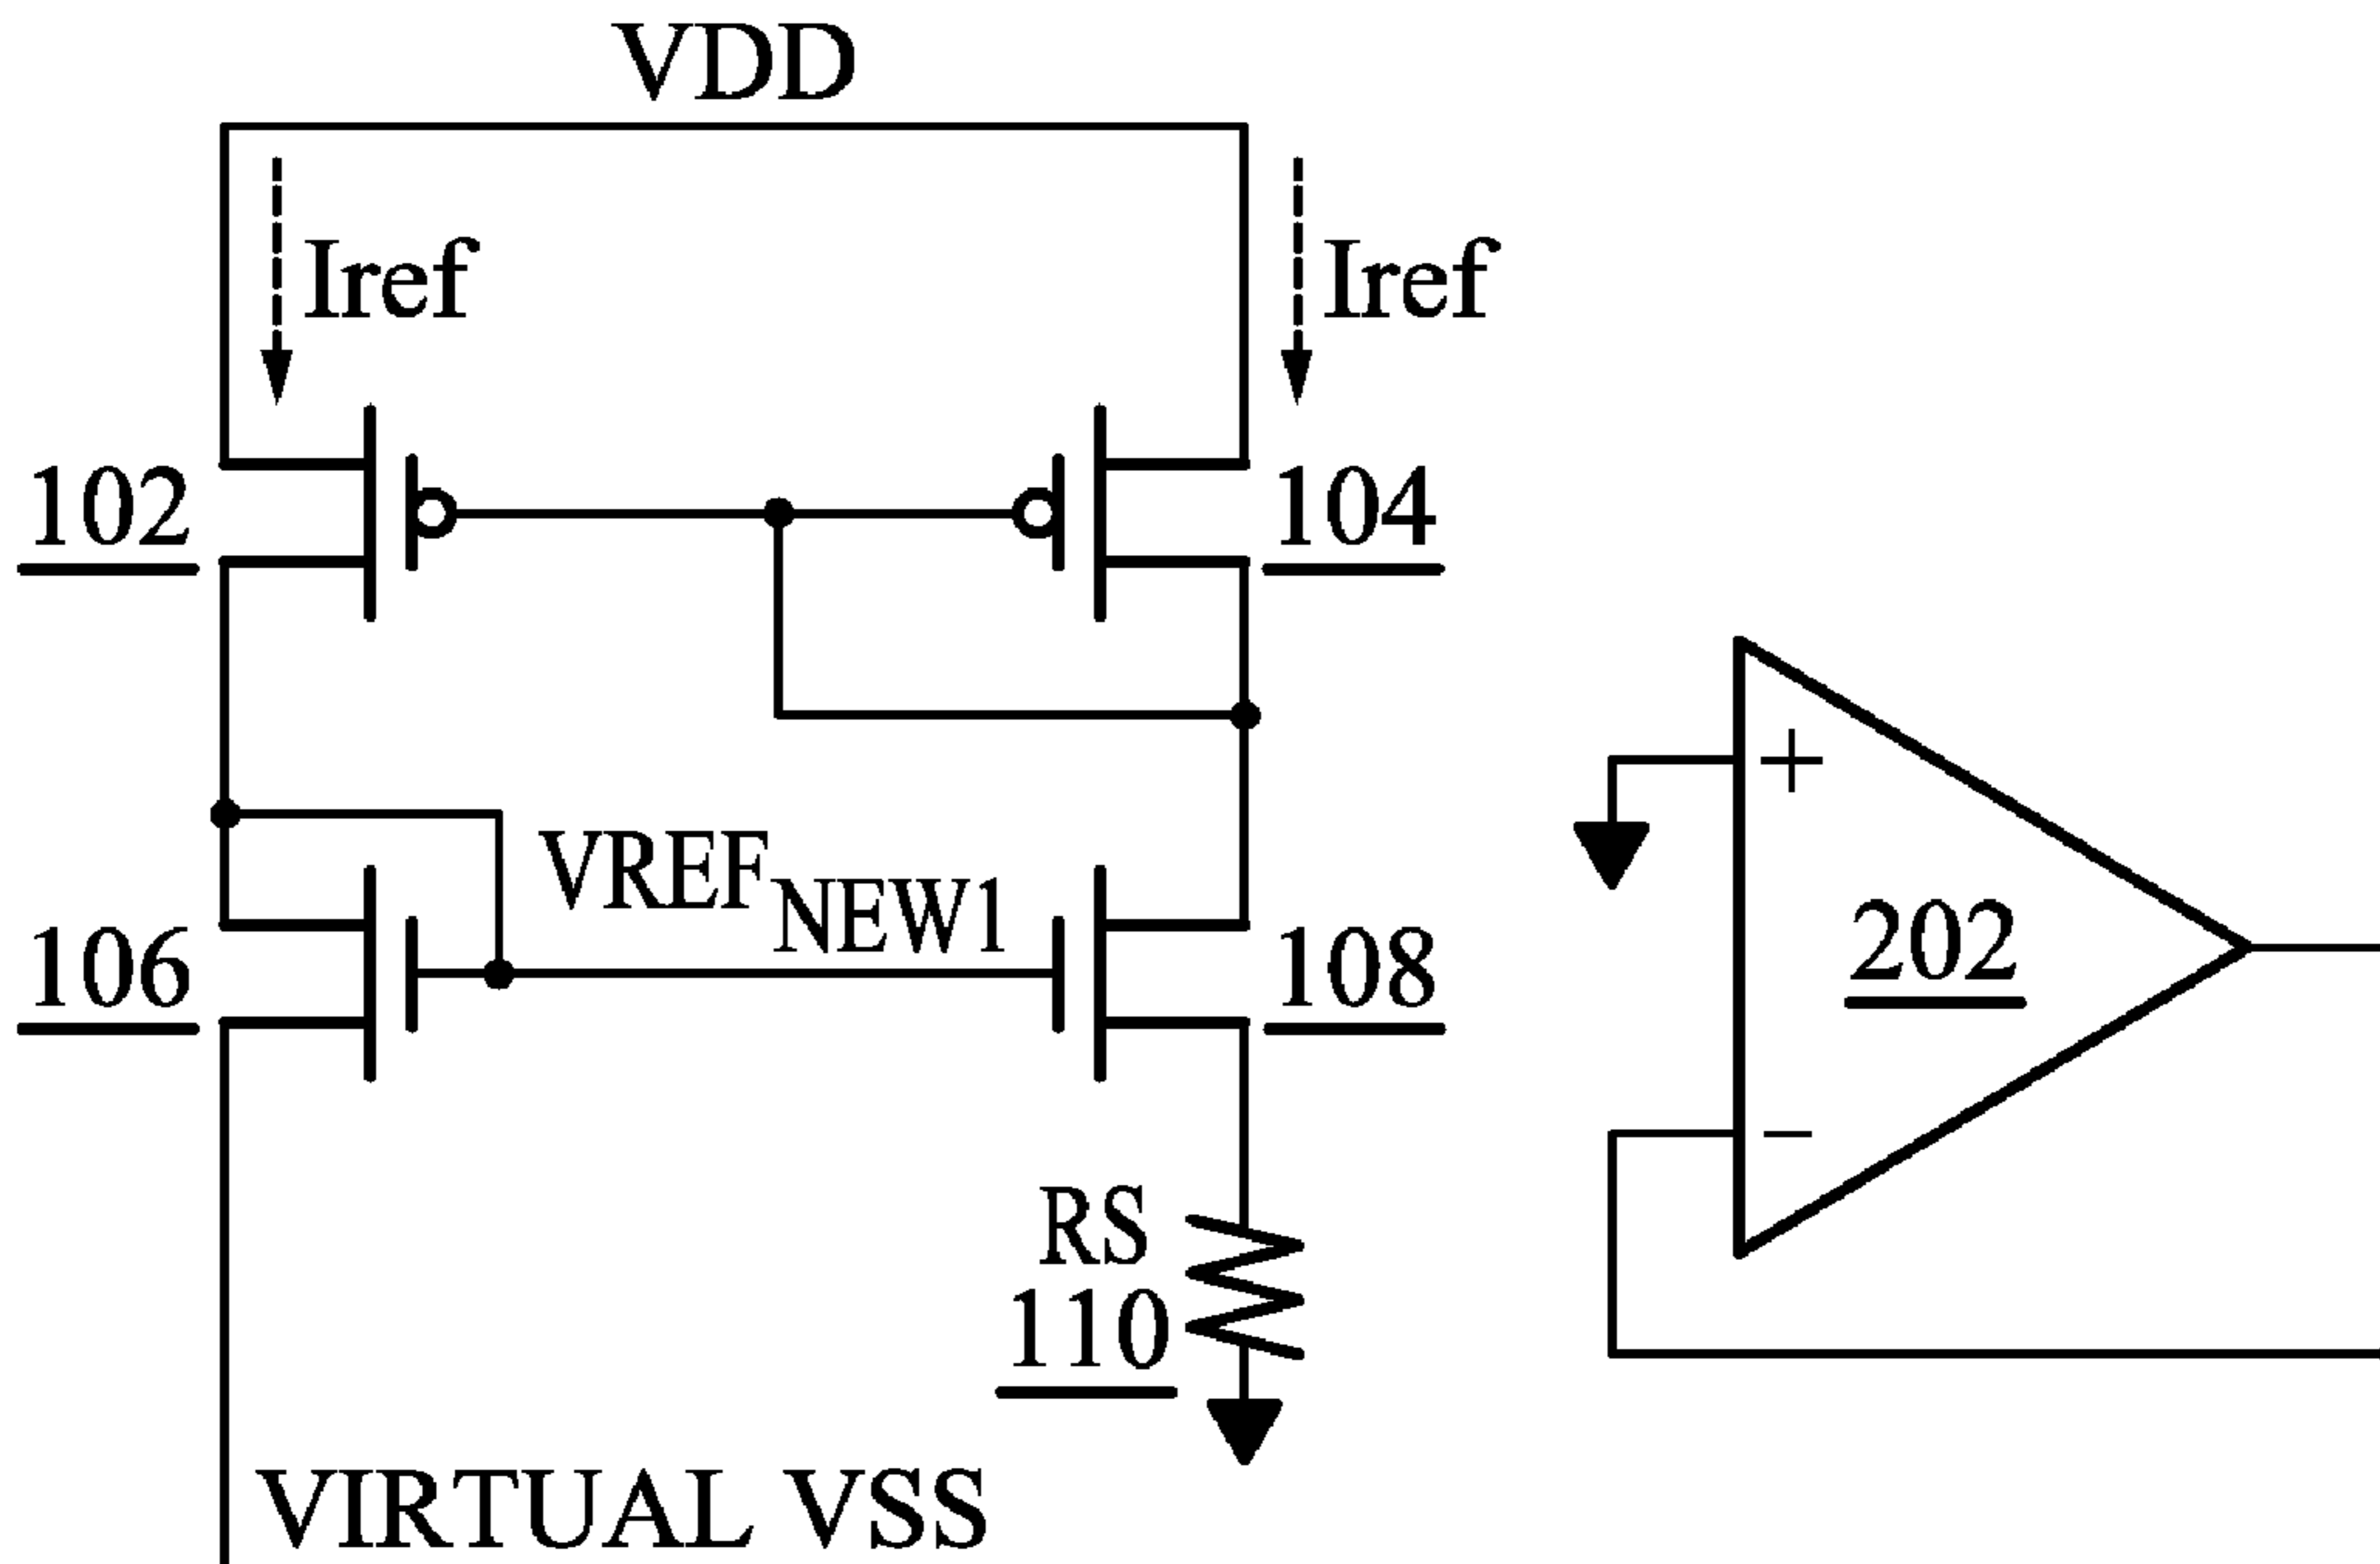 VDD
Iref
Iref
102
104
VREFNEW1
106
108
+
202
−
RS
110
VIRTUAL VSS